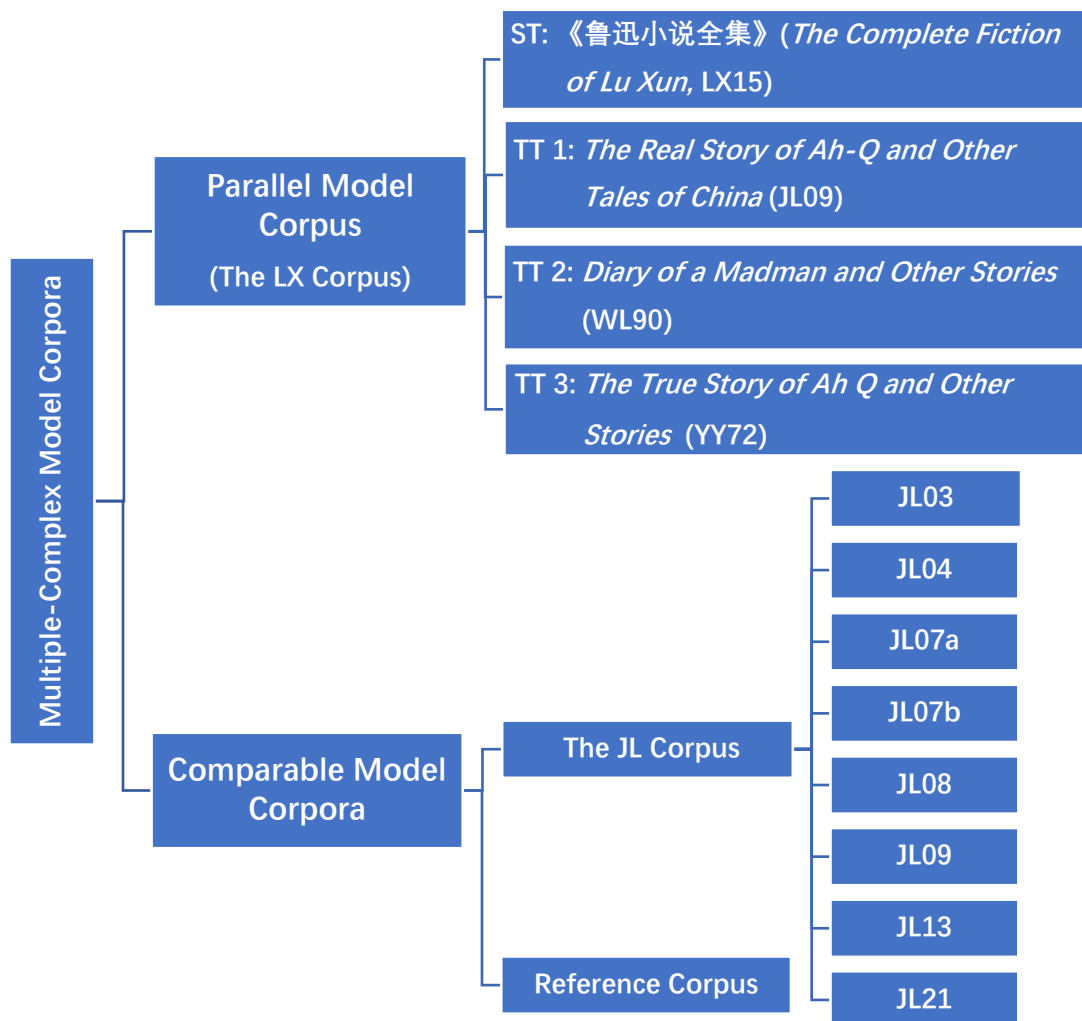 Multiple-Complex Model Corpora
Parallel Model
Corpus
(The LX Corpus)
ST: 《鲁迅小说全集》(The Complete Fiction
of Lu Xun, LX15)
TT 1: The Real Story of Ah-Q and Other
Tales of China (JL09)
TT 2: Diary of a Madman and Other Stories
(WL90)
TT 3: The True Story of Ah Q and Other
Stories (YY72)
Comparable Model
Corpora
The JL Corpus
JL03
JL04
JL07a
JL07b
JL08
JL09
JL13
JL21
Reference Corpus